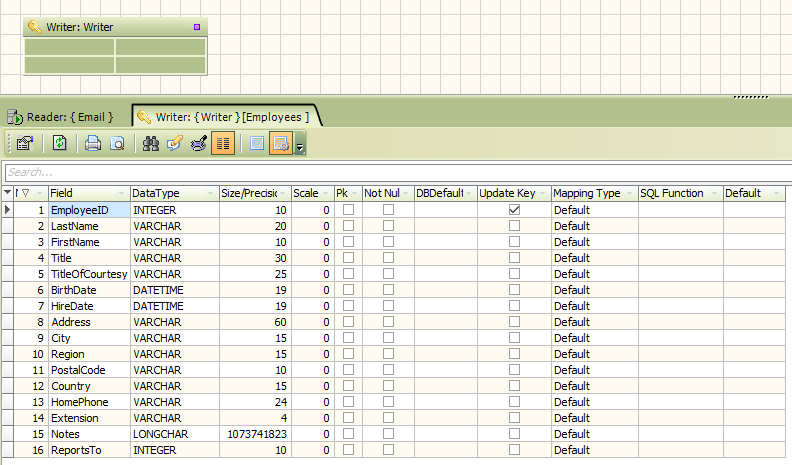 Writer: Writer
Reader: { Email } Writer: { Writer } [Employees ]
Search...
Field DataType Size/Precisio Scale Pk Not Nul DBDefault Update Key Mapping Type SQL Function Default
1 EmployeeID INTEGER 10 0 Default
2 LastName VARCHAR 20 0 Default
3 FirstName VARCHAR 10 0 Default
4 Title VARCHAR 30 0 Default
5 TitleOfCourtesy VARCHAR 25 0 Default
6 BirthDate DATETIME 19 0 Default
7 HireDate DATETIME 19 0 Default
8 Address VARCHAR 60 0 Default
9 City VARCHAR 15 0 Default
10 Region VARCHAR 15 0 Default
11 PostalCode VARCHAR 10 0 Default
12 Country VARCHAR 15 0 Default
13 HomePhone VARCHAR 24 0 Default
14 Extension VARCHAR 4 0 Default
15 Notes LONGCHAR 1073741823 0 Default
16 ReportsTo INTEGER 10 0 Default